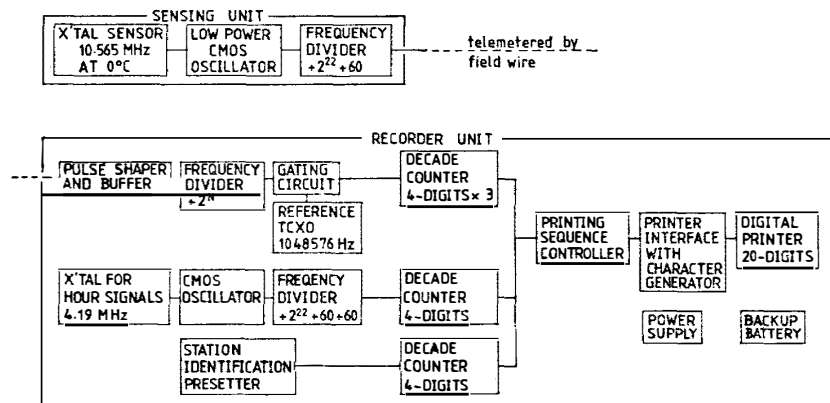 SENSING UNIT
X'TAL SENSOR
10·565 MHz
AT 0°C
LOW POWER
CMOS
OSCILLATOR
FREQUENCY
DIVIDER
+2²²+60
telemetered by
field wire
RECORDER UNIT
PULSE SHAPER
AND BUFFER
FREQUENCY
DIVIDER
+2ᴺ
GATING
CIRCUIT
REFERENCE
TCXO
1048576 Hz
DECADE
COUNTER
4-DIGITS× 3
PRINTING
SEQUENCE
CONTROLLER
PRINTER
INTERFACE
WITH
CHARACTER
GENERATOR
DIGITAL
PRINTER
20-DIGITS
X'TAL FOR
HOUR SIGNALS
4·19 MHz
CMOS
OSCILLATOR
FREQENCY
DIVIDER
+2²²+60+60
DECADE
COUNTER
4-DIGITS
POWER
SUPPLY
BACKUP
BATTERY
STATION
IDENTIFICATION
PRESETTER
DECADE
COUNTER
4-DIGITS